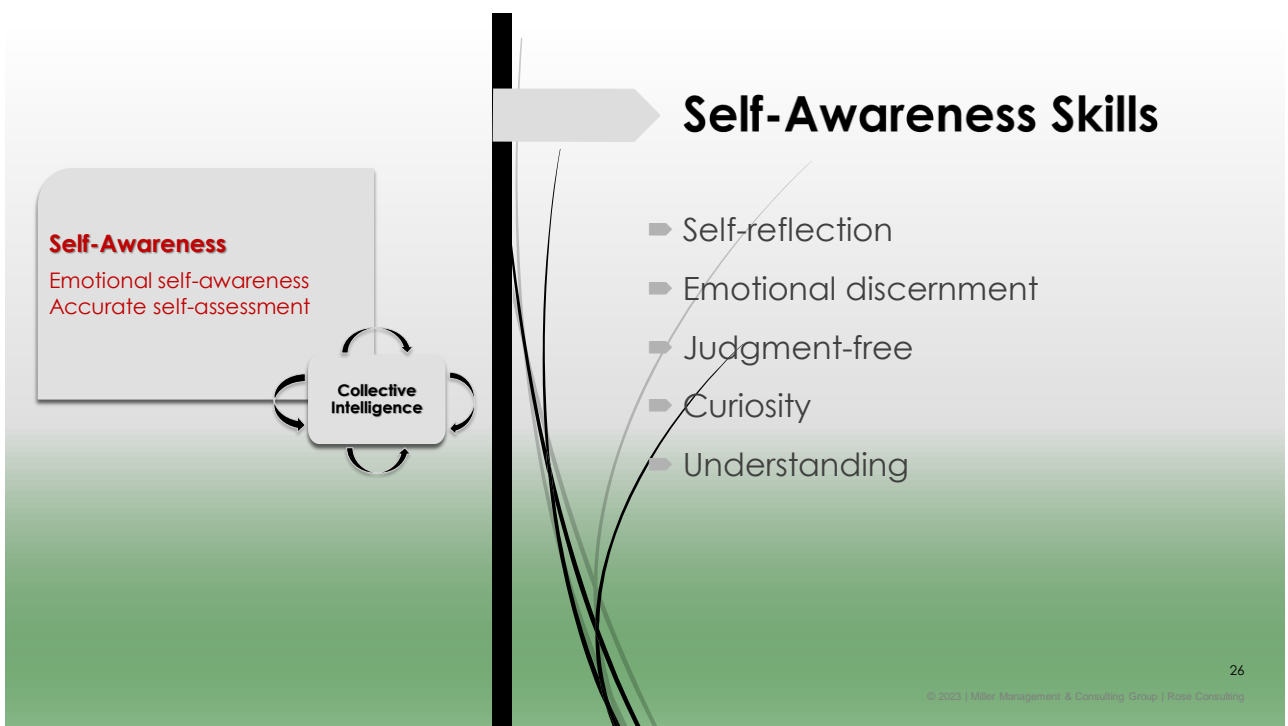 Self-Awareness Skills
Self-Awareness
Emotional self-awareness
Accurate self-assessment
Collective
Intelligence
Self-reflection
Emotional discernment
Judgment-free
Curiosity
Understanding
26
© 2023 | Miller Management & Consulting Group | Rose Consulting